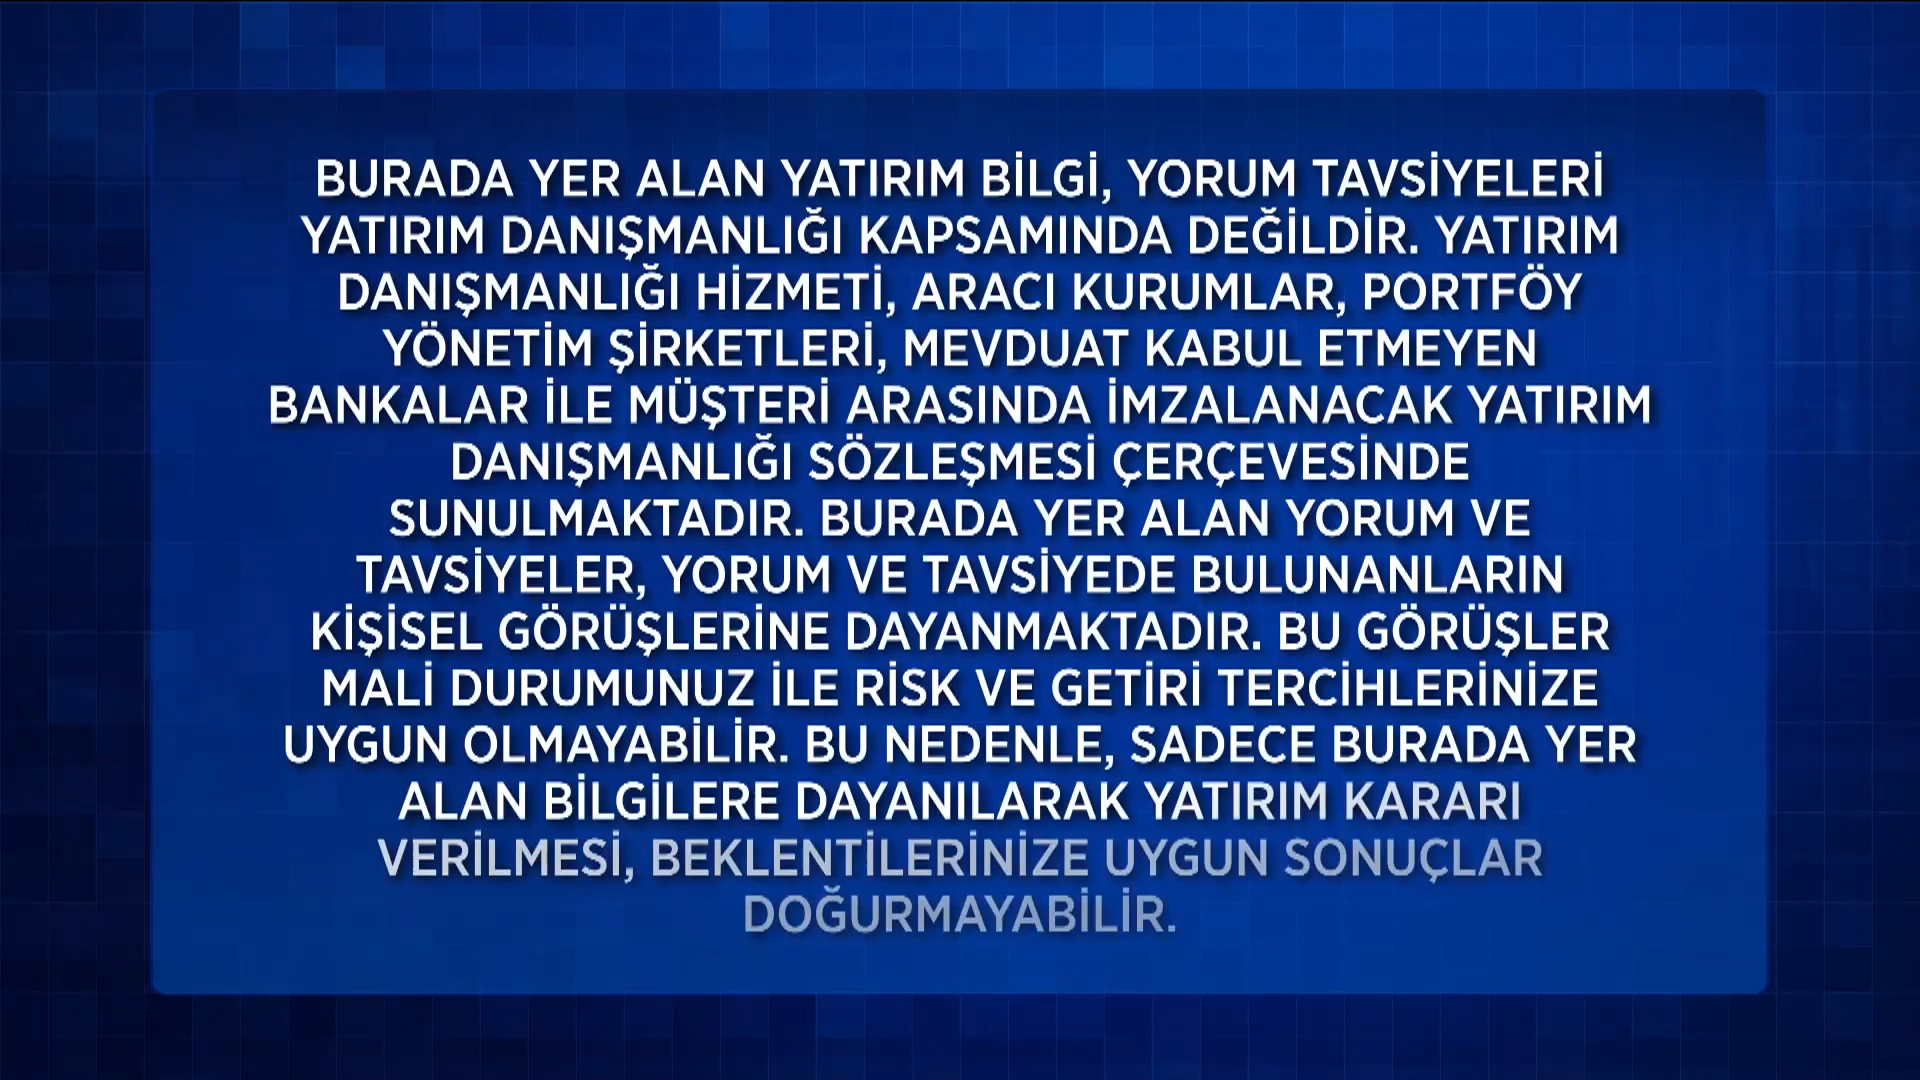 BURADA YER ALAN YATIRIM BİLGİ, YORUM TAVSİYELERİ
YATIRIM DANIŞMANLIĞI KAPSAMINDA DEĞİLDİR. YATIRIM
DANIŞMANLIĞI HİZMETİ, ARACI KURUMLAR, PORTFÖY
YÖNETİM ŞİRKETLERİ, MEVDUAT KABUL ETMEYEN
BANKALAR İLE MÜŞTERİ ARASINDA İMZALANACAK YATIRIM
DANIŞMANLIĞI SÖZLEŞMESİ ÇERÇEVESİNDE
SUNULMAKTADIR. BURADA YER ALAN YORUM VE
TAVSİYELER, YORUM VE TAVSİYEDE BULUNANLARIN
KİŞİSEL GÖRÜŞLERİNE DAYANMAKTADIR. BU GÖRÜŞLER
MALİ DURUMUNUZ İLE RİSK VE GETİRİ TERCİHLERİNİZE
UYGUN OLMAYABİLİR. BU NEDENLE, SADECE BURADA YER
ALAN BİLGİLERE DAYANILARAK YATIRIM KARARI
VERİLMESİ, BEKLENTİLERİNİZE UYGUN SONUÇLAR
DOĞURMAYABİLİR.